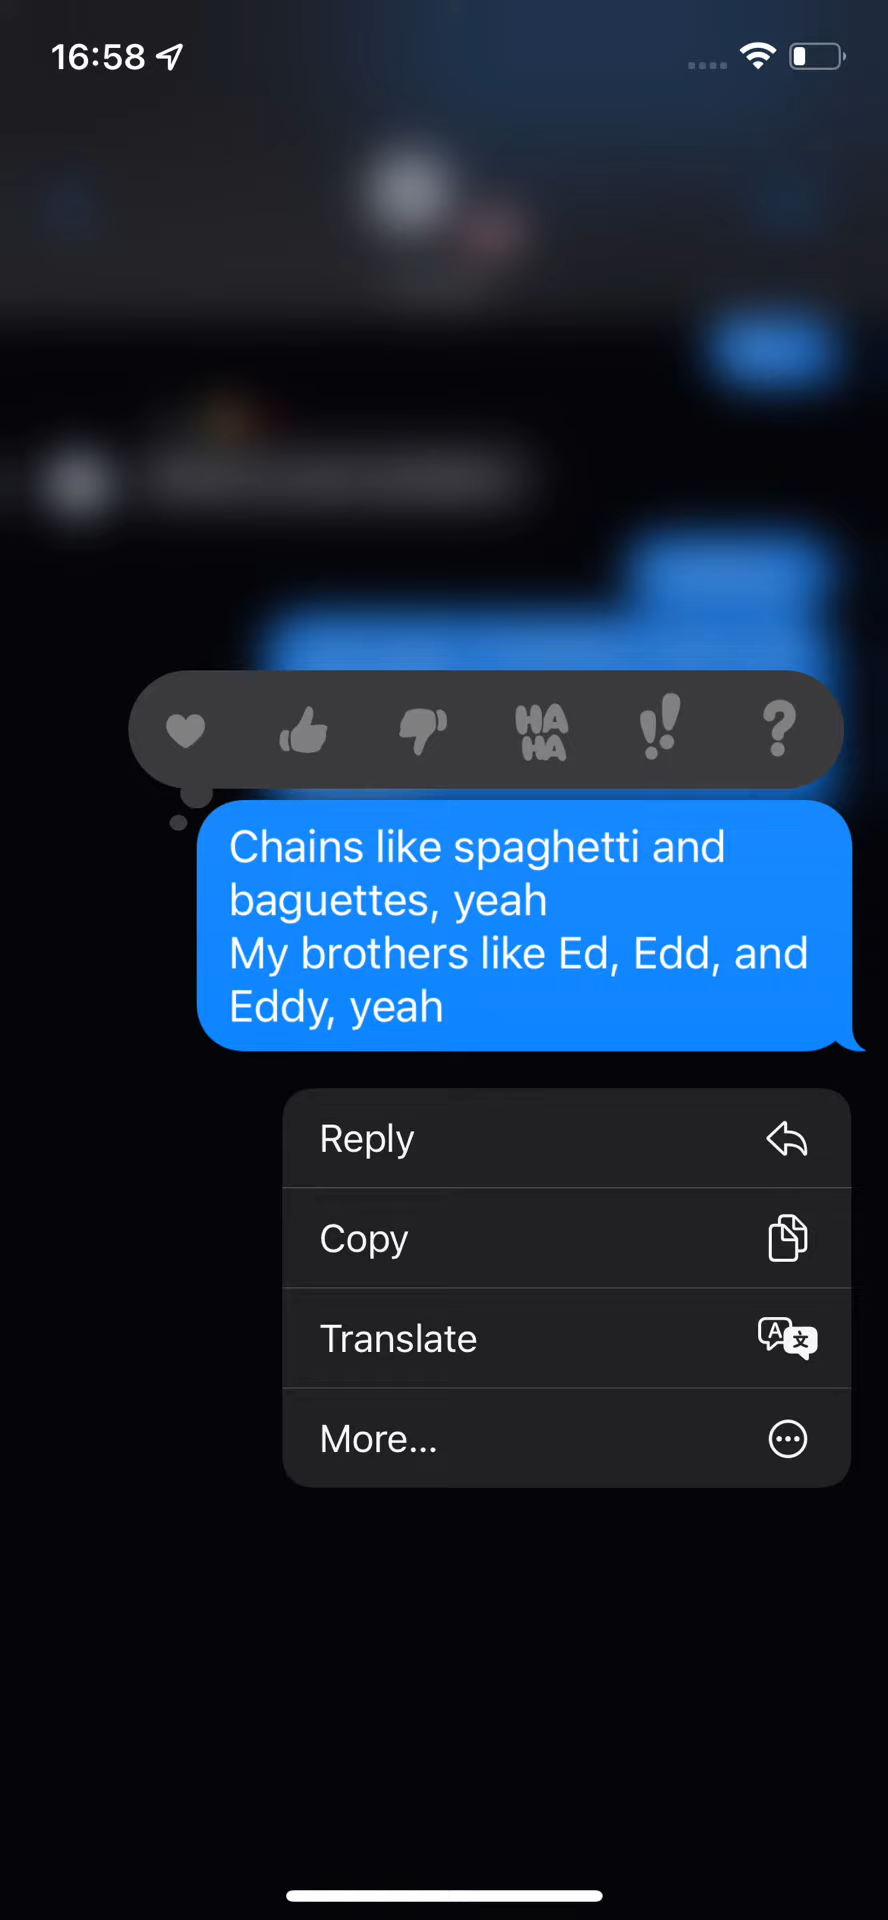 16:58
HA
HA
Chains like spaghetti and
baguettes, yeah
My brothers like Ed, Edd, and
Eddy, yeah
Reply
Copy
Translate
A 文
More...